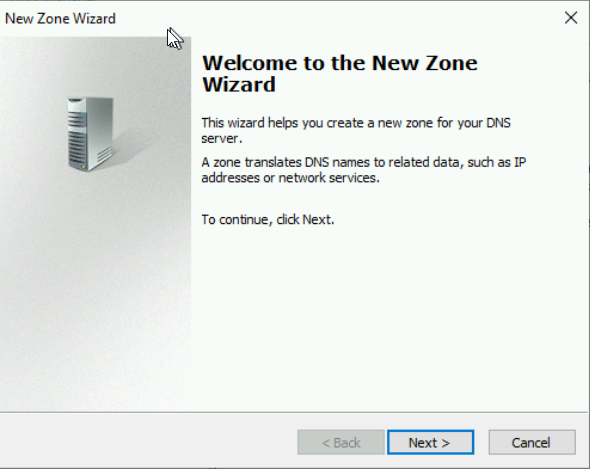 New Zone Wizard
Welcome to the New Zone
Wizard
This wizard helps you create a new zone for your DNS
server.
A zone translates DNS names to related data, such as IP
addresses or network services.
To continue, click Next.
< Back
Next >
Cancel